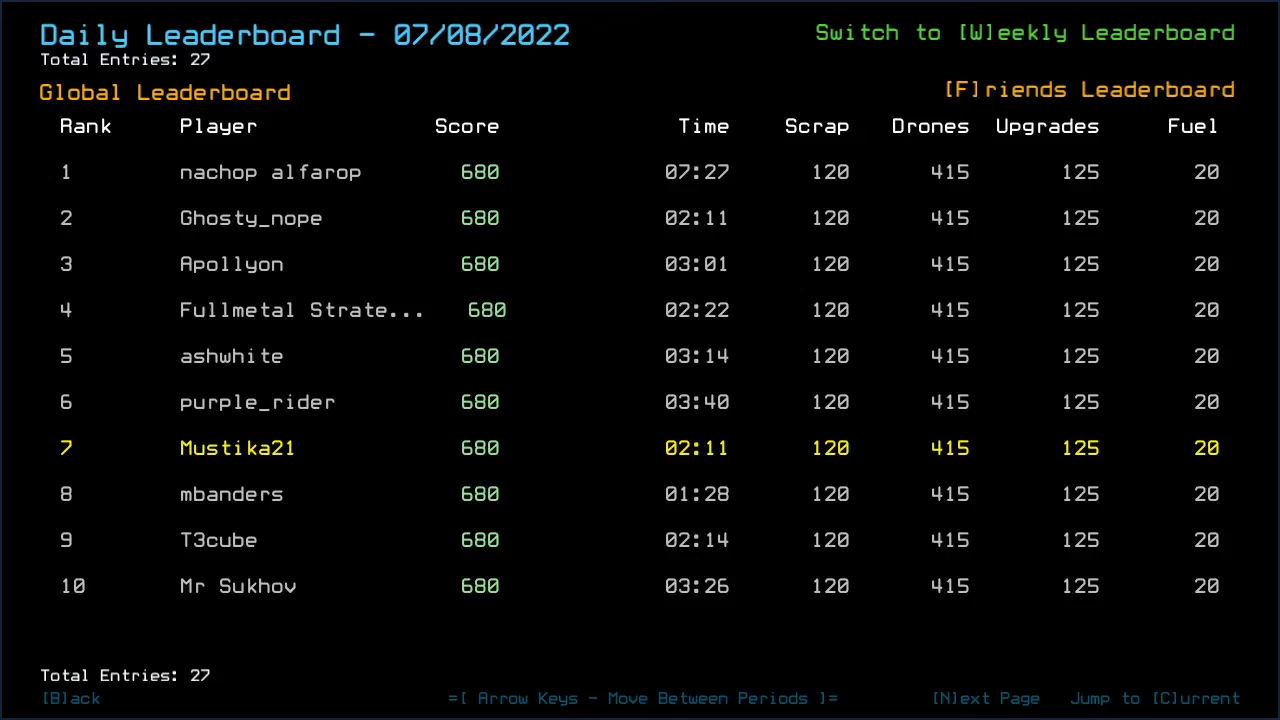 Daily Leaderboard - 07/08/2022 Switch to [W]eekly Leaderboard
Total Entries: 27
Global Leaderboard [F]riends Leaderboard
Rank Player Score Time Scrap Drones Upgrades Fuel
1 nachop alfarop 680 07:27 120 415 125 20
2 Ghosty_nope 680 02:11 120 415 125 20
3 Apollyon 680 03:01 120 415 125 20
4 Fullmetal Strate... 680 02:22 120 415 125 20
5 ashwhite 680 03:14 120 415 125 20
6 purple_rider 680 03:40 120 415 125 20
7 Mustika21 680 02:11 120 415 125 20
8 mbanders 680 01:28 120 415 125 20
9 T3cube 680 02:14 120 415 125 20
10 Mr Sukhov 680 03:26 120 415 125 20
Total Entries: 27
[B]ack =[ Arrow Keys - Move Between Periods ]= [N]ext Page Jump to [C]urrent